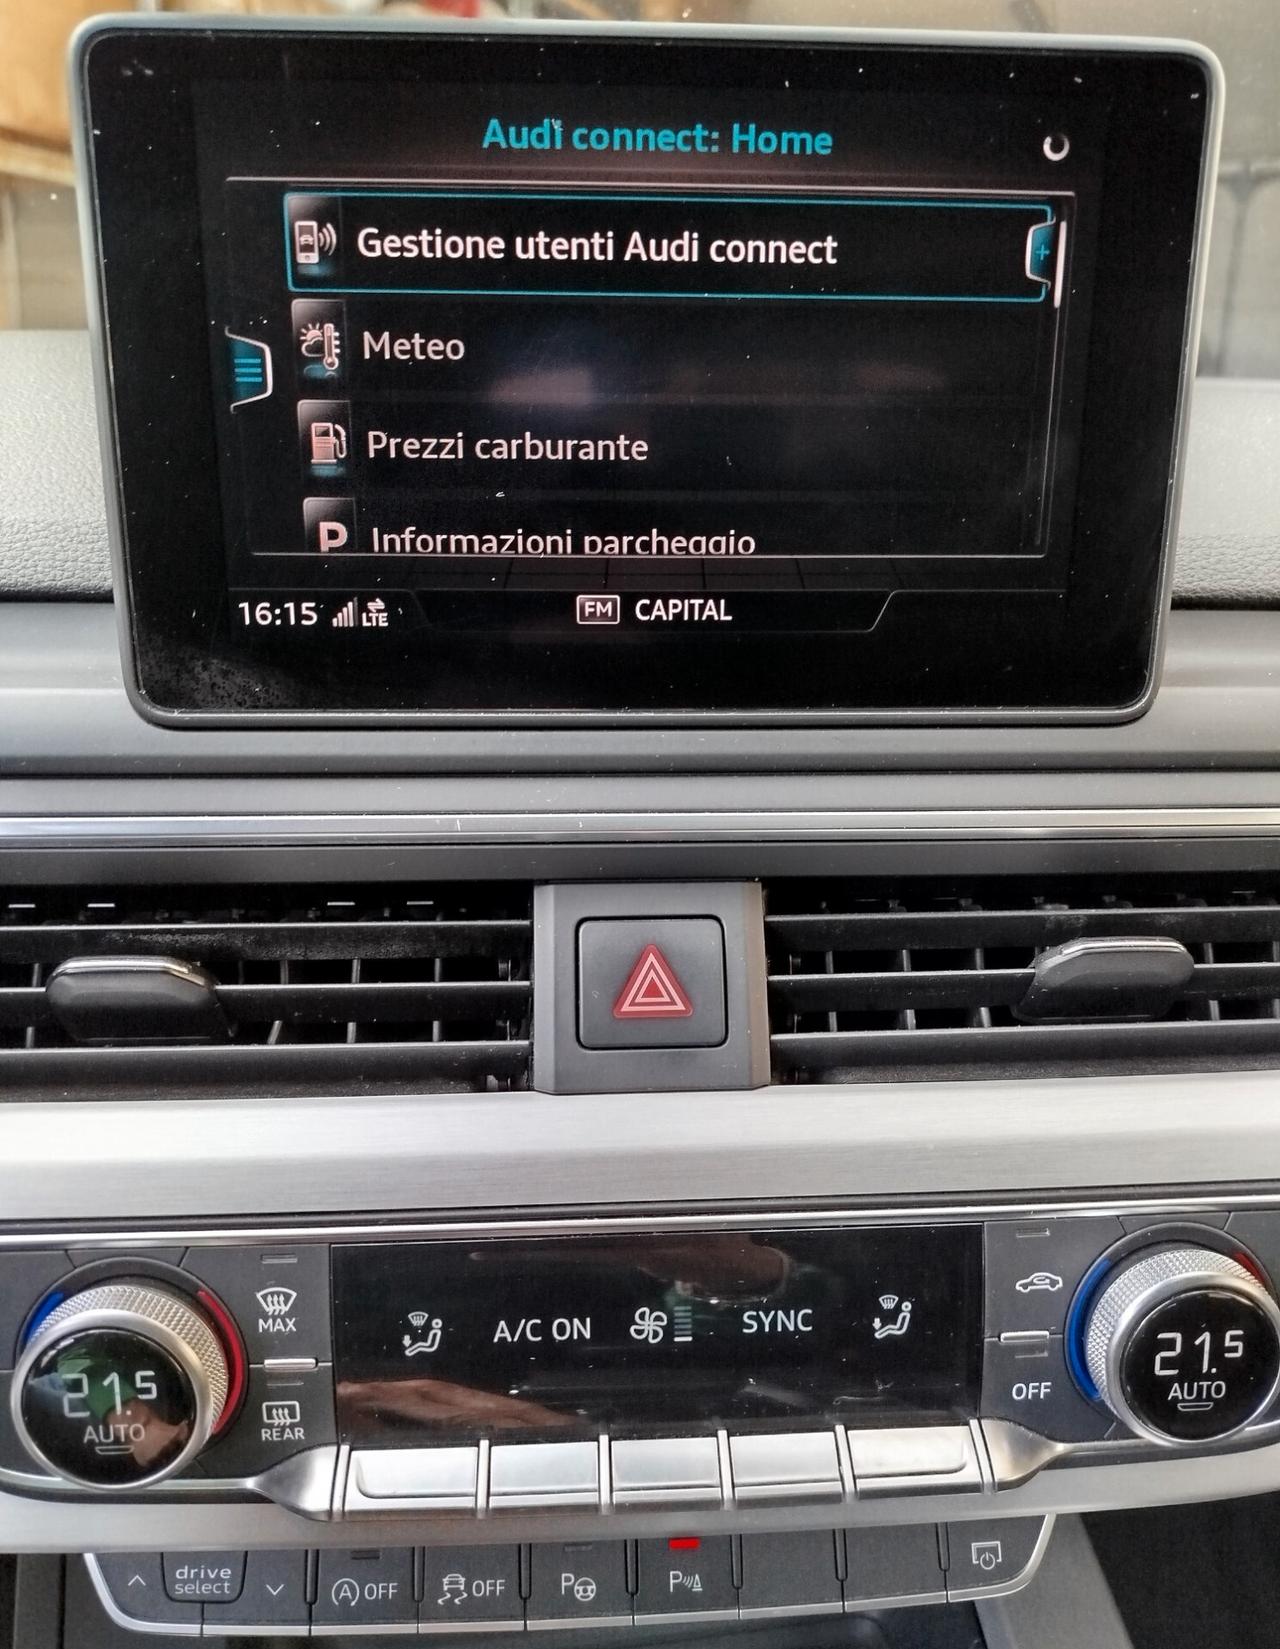 Audi connect: Home
Gestione utenti Audi connect
Meteo
Prezzi carburante
P Informazioni parcheggio
16:15 LTE FM CAPITAL
MAX
A/C ON SYNC
21.5
AUTO
REAR
OFF
21.5
AUTO
drive
select
A OFF
OFF
P
P